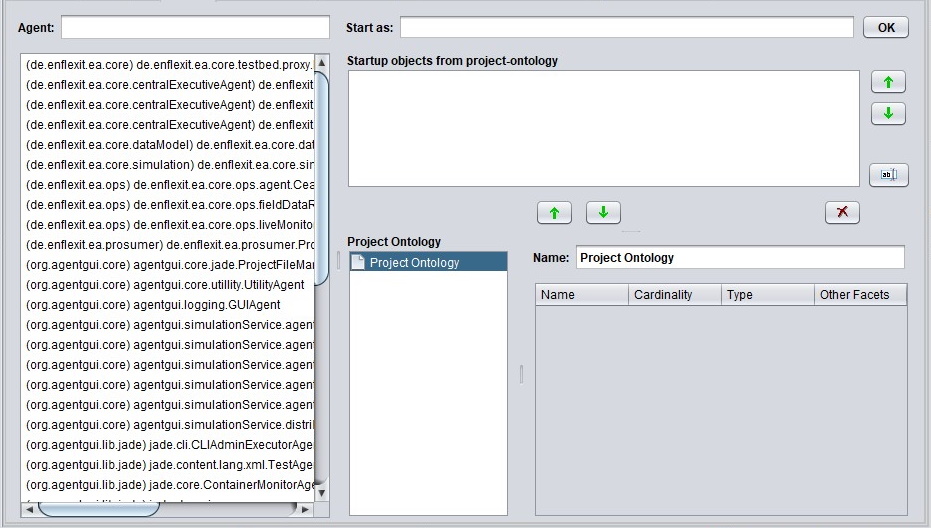 Agent:
Start as:
OK
(de.enflexit.ea.core) de.enflexit.ea.core.testbed.proxy.
(de.enflexit.ea.core.centralExecutiveAgent) de.enflexit
(de.enflexit.ea.core.centralExecutiveAgent) de.enflexit
(de.enflexit.ea.core.centralExecutiveAgent) de.enflexit
(de.enflexit.ea.core.dataModel) de.enflexit.ea.core.dat
(de.enflexit.ea.core.simulation) de.enflexit.ea.core.sin
(de.enflexit.ea.ops) de.enflexit.ea.core.ops.agent.Cea
(de.enflexit.ea.ops) de.enflexit.ea.core.ops.fieldDataR
(de.enflexit.ea.ops) de.enflexit.ea.core.ops.liveMonito
(de.enflexit.ea.prosumer) de.enflexit.ea.prosumer.Pro
(org.agentgui.core) agentgui.core.jade.ProjectFileMar
(org.agentgui.core) agentgui.core.utillity.UtilityAgent
(org.agentgui.core) agentgui.logging.GUIAgent
(org.agentgui.core) agentgui.simulationService.agent
(org.agentgui.core) agentgui.simulationService.agent
(org.agentgui.core) agentgui.simulationService.agent
(org.agentgui.core) agentgui.simulationService.agent
(org.agentgui.core) agentgui.simulationService.agent
(org.agentgui.core) agentgui.simulationService.distril
(org.agentgui.lib.jade) jade.cli.CLIAdminExecutorAge
(org.agentgui.lib.jade) jade.content.lang.xml.TestAge
(org.agentgui.lib.jade) jade.core.ContainerMonitorAg
Startup objects from project-ontology
ab
Project Ontology
Project Ontology
Name: Project Ontology
Name Cardinality Type Other Facets